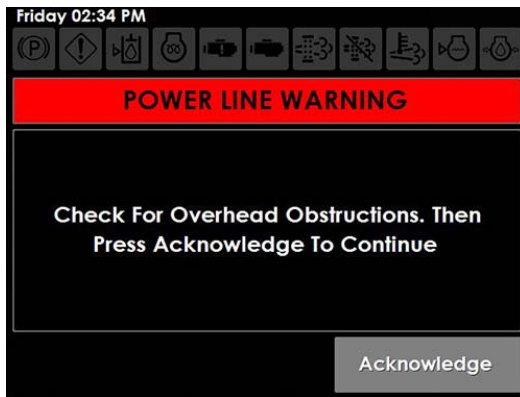 Friday 02:34 PM
POWER LINE WARNING
Check For Overhead Obstructions. Then
Press Acknowledge To Continue
Acknowledge